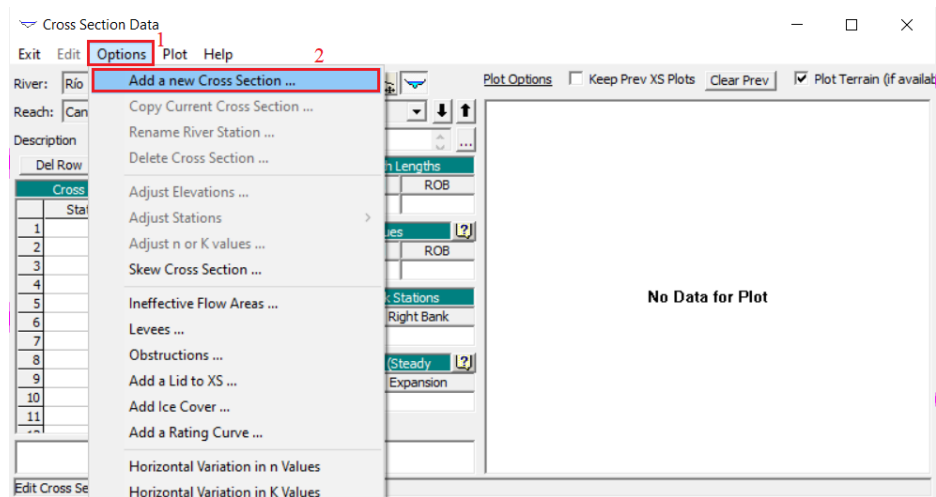 Cross Section Data
1
Exit Edit Options Plot Help
2
River: Río
Add a new Cross Section ...
Plot Options Keep Prev XS Plots Clear Prev Plot Terrain (if availab
Reach: Can
Copy Current Cross Section ...
Description
Rename River Station ...
...
Del Row
Delete Cross Section ...
h Lengths
Cross
Adjust Elevations ...
ROB
Stat
Adjust Stations
1
ues
2
Adjust n or K values ...
ROB
3
Skew Cross Section ...
4
5
Ineffective Flow Areas ...
k Stations
No Data for Plot
6
Levees ...
Right Bank
7
8
Obstructions ...
(Steady
9
Add a Lid to XS ...
Expansion
10
Add Ice Cover ...
11
Add a Rating Curve ...
Horizontal Variation in n Values
Edit Cross Se
Horizontal Variation in K Values